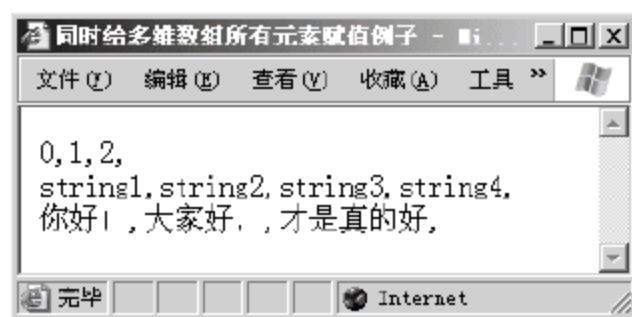 同时给多维数组所有元素赋值例子 -
文件(F) 编辑(E) 查看(V) 收藏(A) 工具 »
0,1,2,
string1,string2,string3,string4,
你好！,大家好．,才是真的好,
完毕 Internet